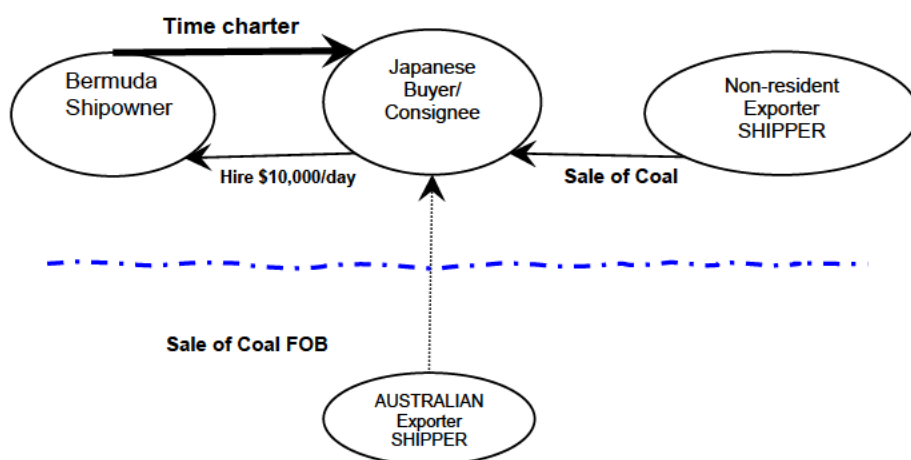 Time charter
Bermuda
Shipowner
Japanese
Buyer/
Consignee
Non-resident
Exporter
SHIPPER
Hire $10,000/day
Sale of Coal
Sale of Coal FOB
AUSTRALIAN
Exporter
SHIPPER